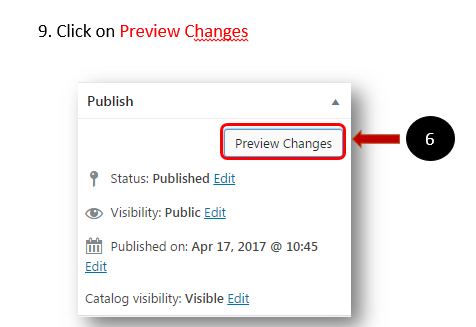 9. Click on Preview Changes
Publish
Preview Changes
6
Status: Published Edit
Visibility: Public Edit
Published on: Apr 17, 2017 @ 10:45
Edit
Catalog visibility: Visible Edit